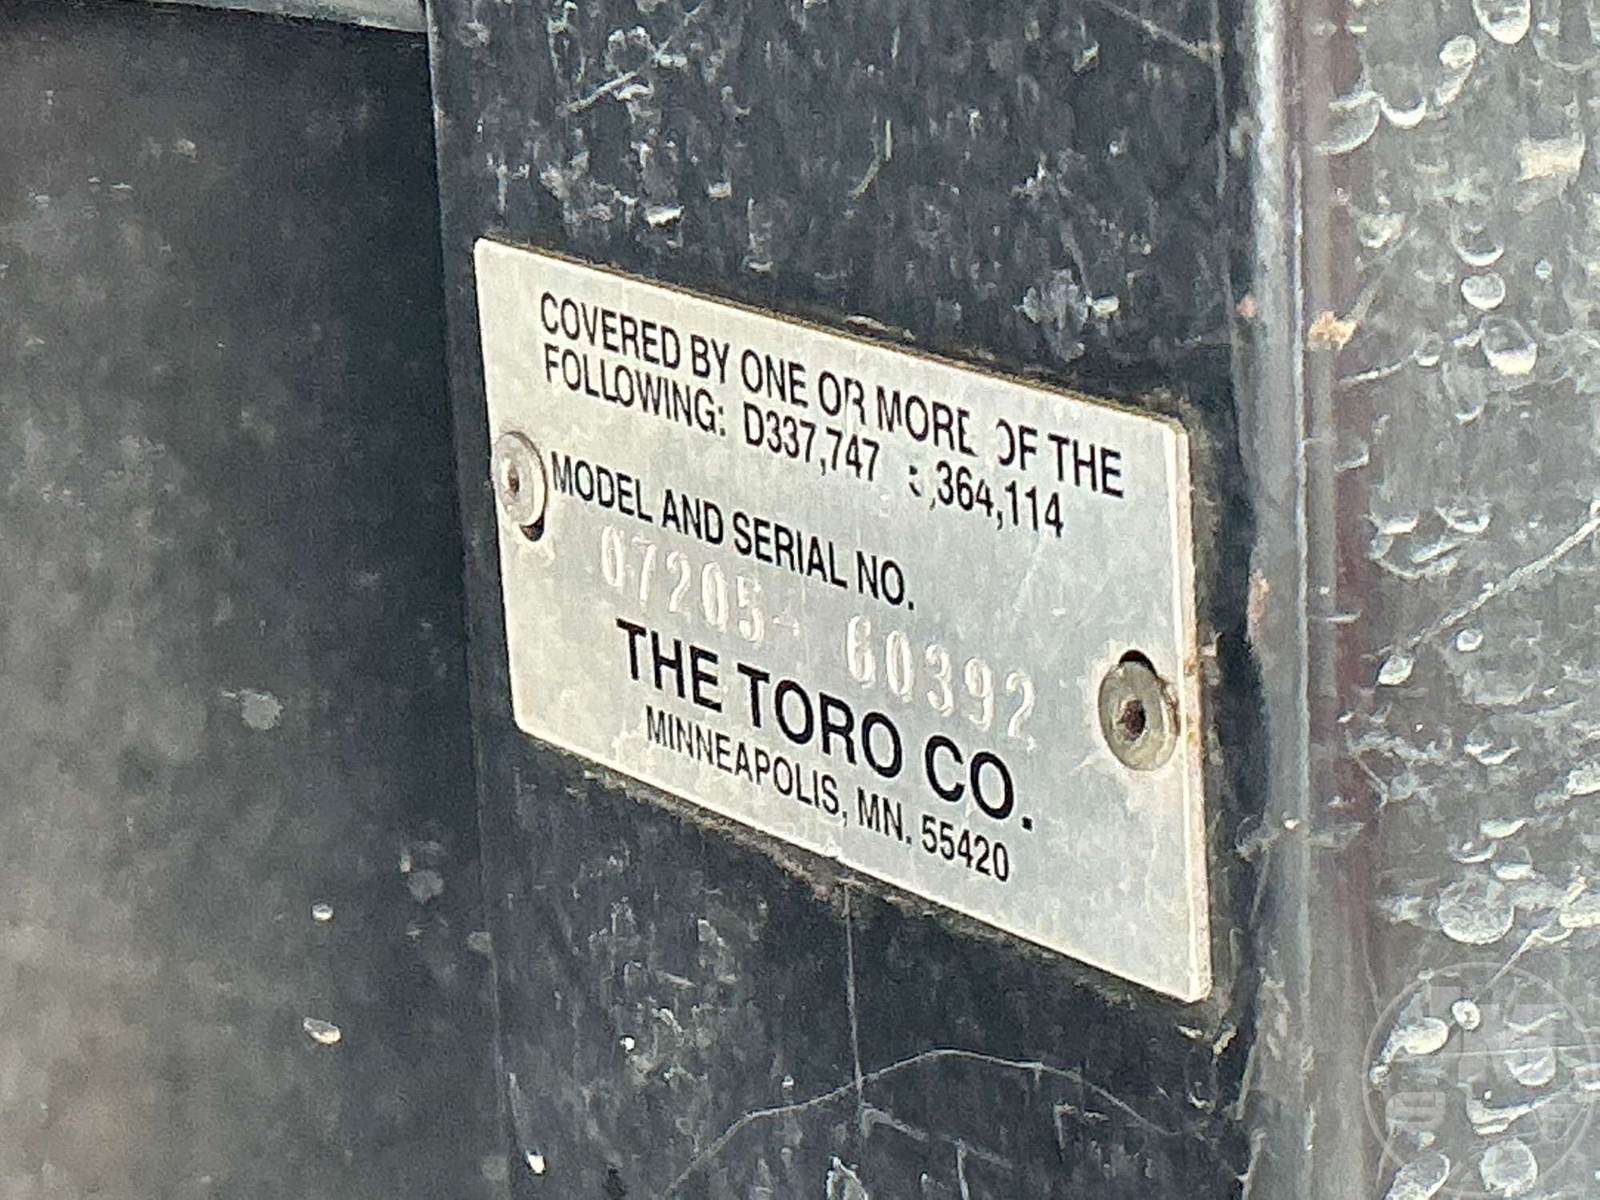 COVERED BY ONE OR MORE OF THE
FOLLOWING: D337,747 ,364,114
MODEL AND SERIAL NO.
07205- 60392
THE TORO CO.
MINNEAPOLIS, MN. 55420